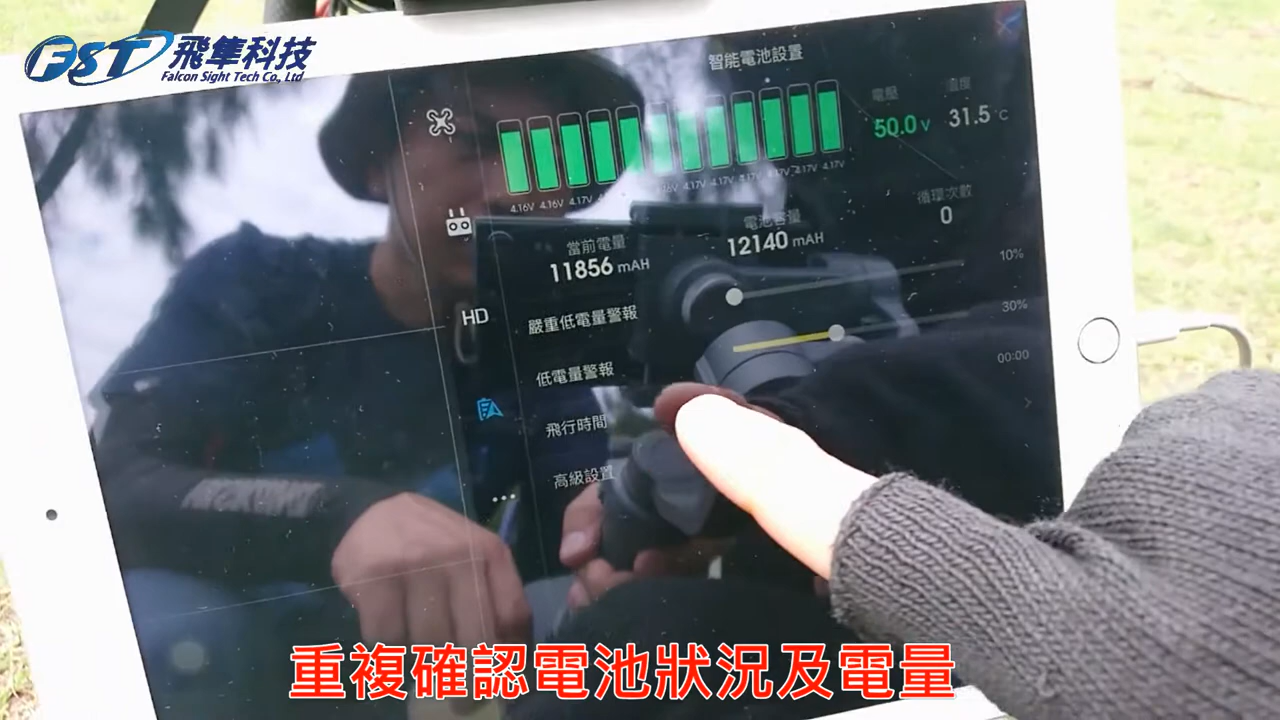 FST 飛隼科技
Falcon Sight Tech Co., Ltd
智能電池設置
電壓
溫度
50.0 V
31.5 °C
4.16V 4.16V 4.17V
4.17V 4.17V 4.17V 4.17V 4.17V
循環次數
0
當前電量
11856 mAH
電池容量
12140 mAH
HD
嚴重低電量警報
10%
低電量警報
30%
飛行時間
00:00
高級設置
重複確認電池狀況及電量